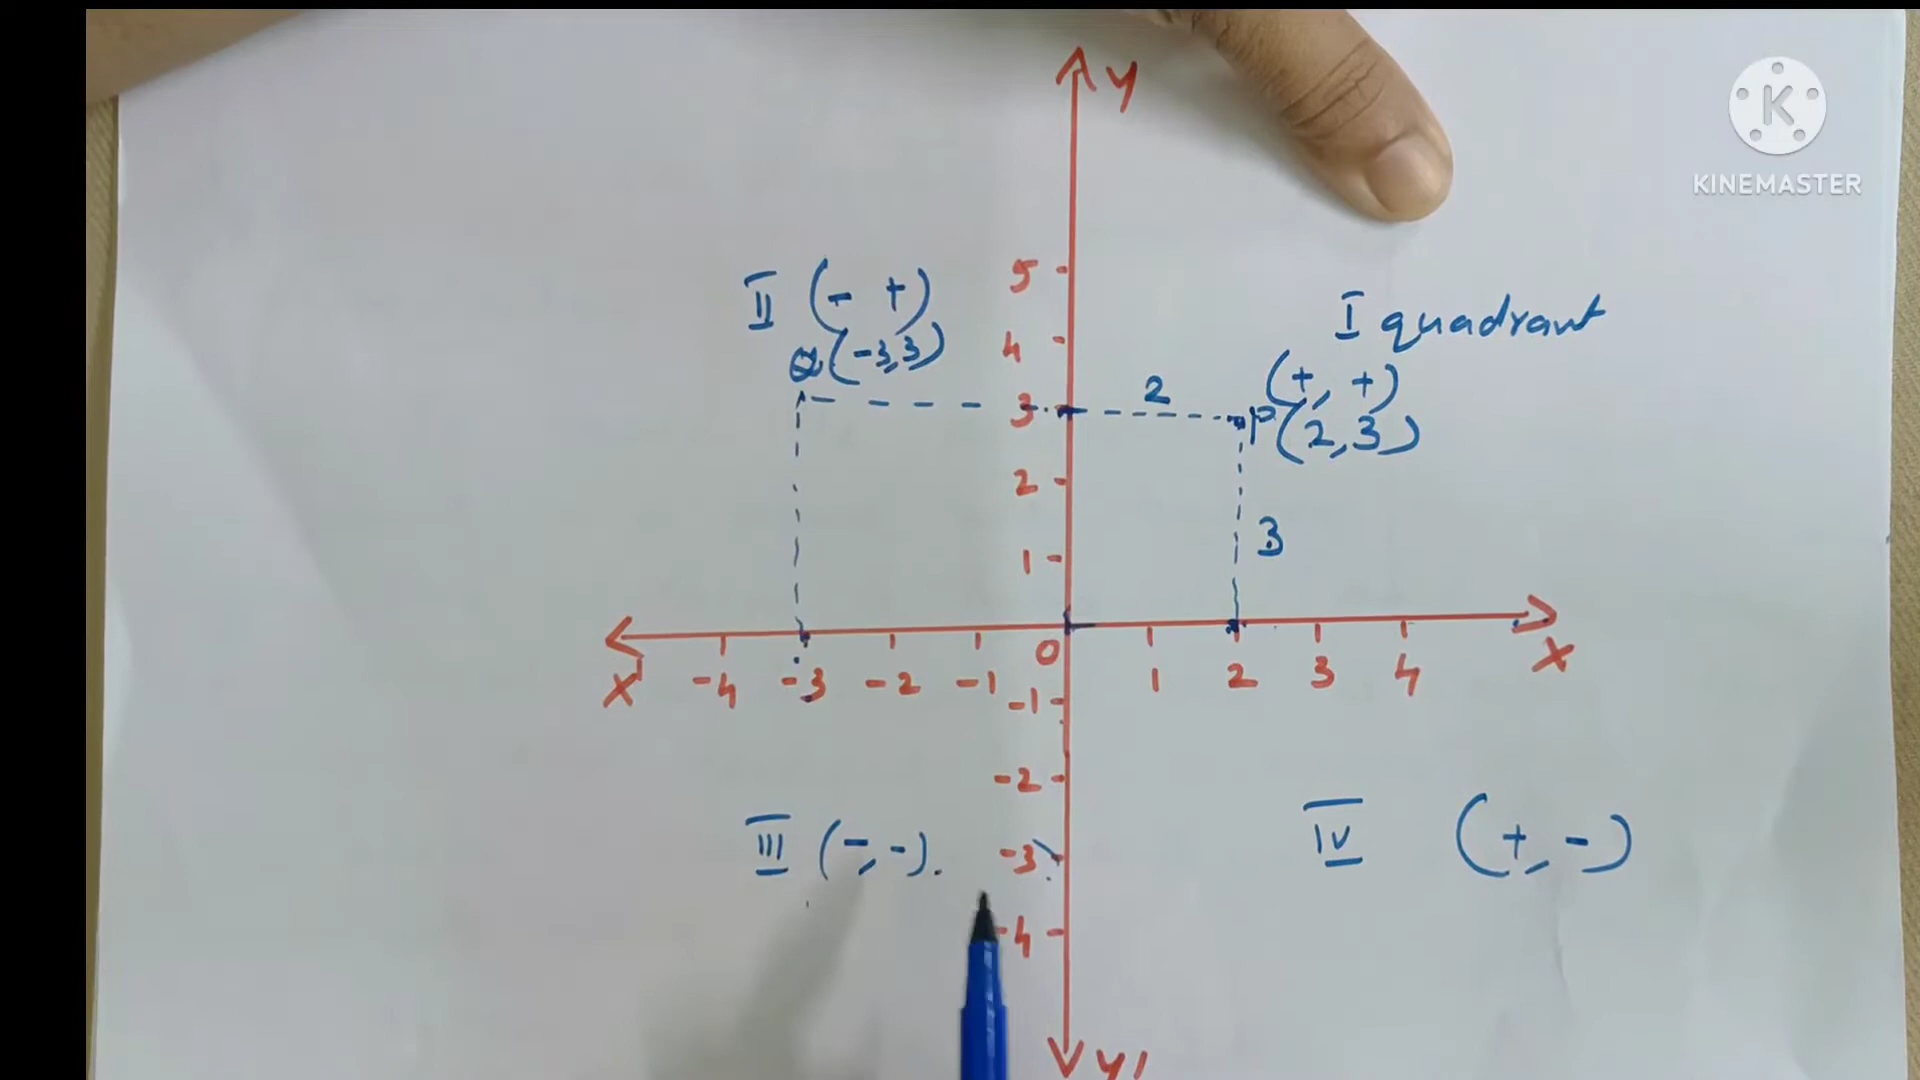 Y
KINEMASTER
5
II (- +)
I quadrant
4
Q(-3,3)
(+, +)
2
3
P(2,3)
2
3
1
0
X' -4 -3 -2 -1 1 2 3 4 X
-1
-2
III (-,-).
-3
IV (+,-)
-4
Y'